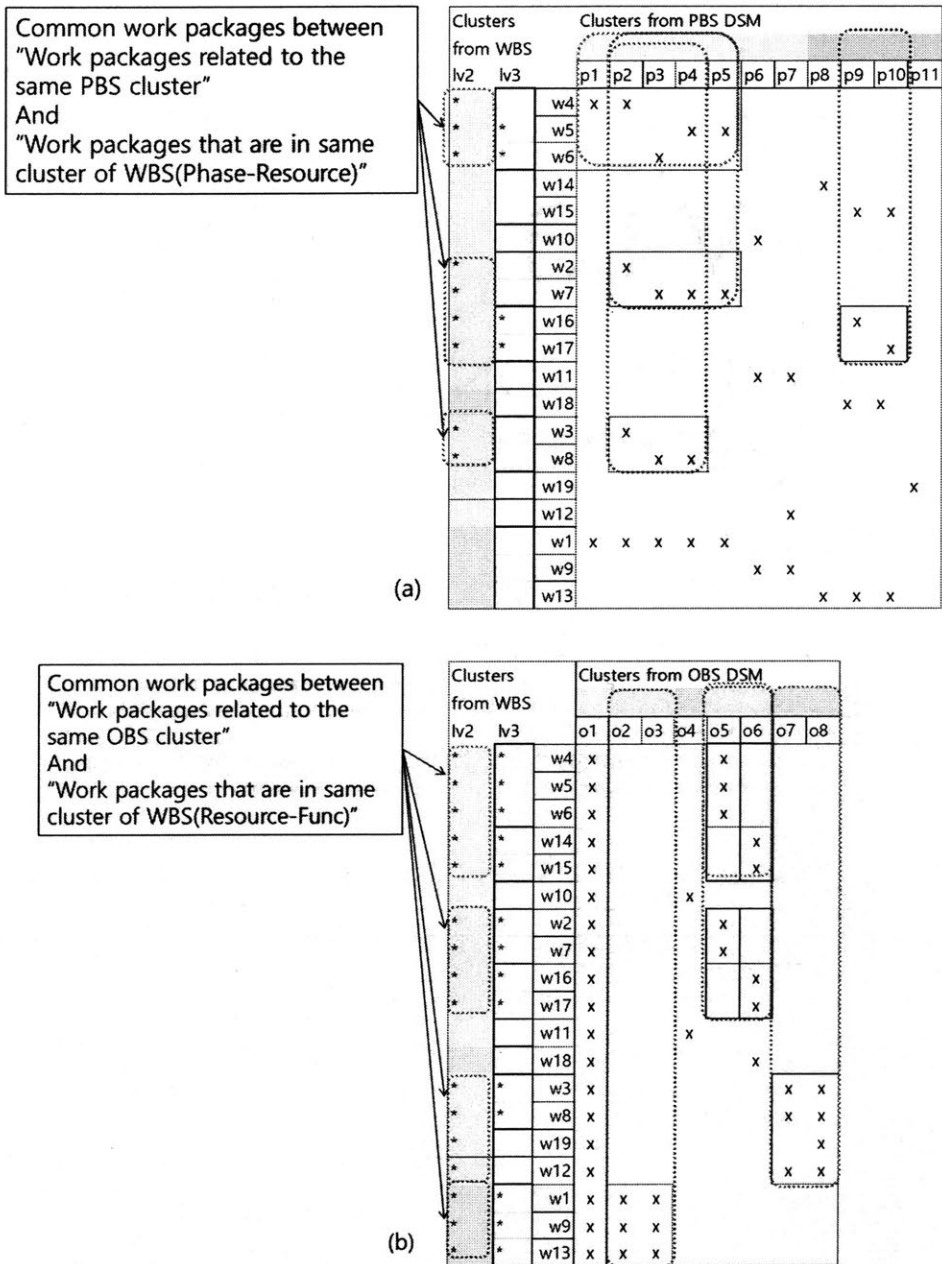 Common work packages between
"Work packages related to the
same PBS cluster"
And
"Work packages that are in same
cluster of WBS(Phase-Resource)"
Clusters from WBS
Clusters from PBS DSM
lv2 lv3 p1 p2 p3 p4 p5 p6 p7 p8 p9 p10 p11
* w4 x x
* * w5 x x
* * w6 x
w14 x
w15 x x
w10 x
* w2 x
* w7 x x x
* * w16 x
* * w17 x
w11 x x
w18 x x
* w3 x
* w8 x x
w19 x
w12 x
w1 x x x x x
w9 x x
w13 x x x
(a)
Common work packages between
"Work packages related to the
same OBS cluster"
And
"Work packages that are in same
cluster of WBS(Resource-Func)"
Clusters from WBS
Clusters from OBS DSM
lv2 lv3 o1 o2 o3 o4 o5 o6 o7 o8
* * w4 x x
* * w5 x x
* * w6 x x
* * w14 x x
* * w15 x x
w10 x x
* * w2 x x
* * w7 x x
* * w16 x x
* * w17 x x
w11 x x
w18 x x
* * w3 x x x
* * w8 x x x
* w19 x x
* w12 x x x
* * w1 x x x
* * w9 x x x
* * w13 x x x
(b)